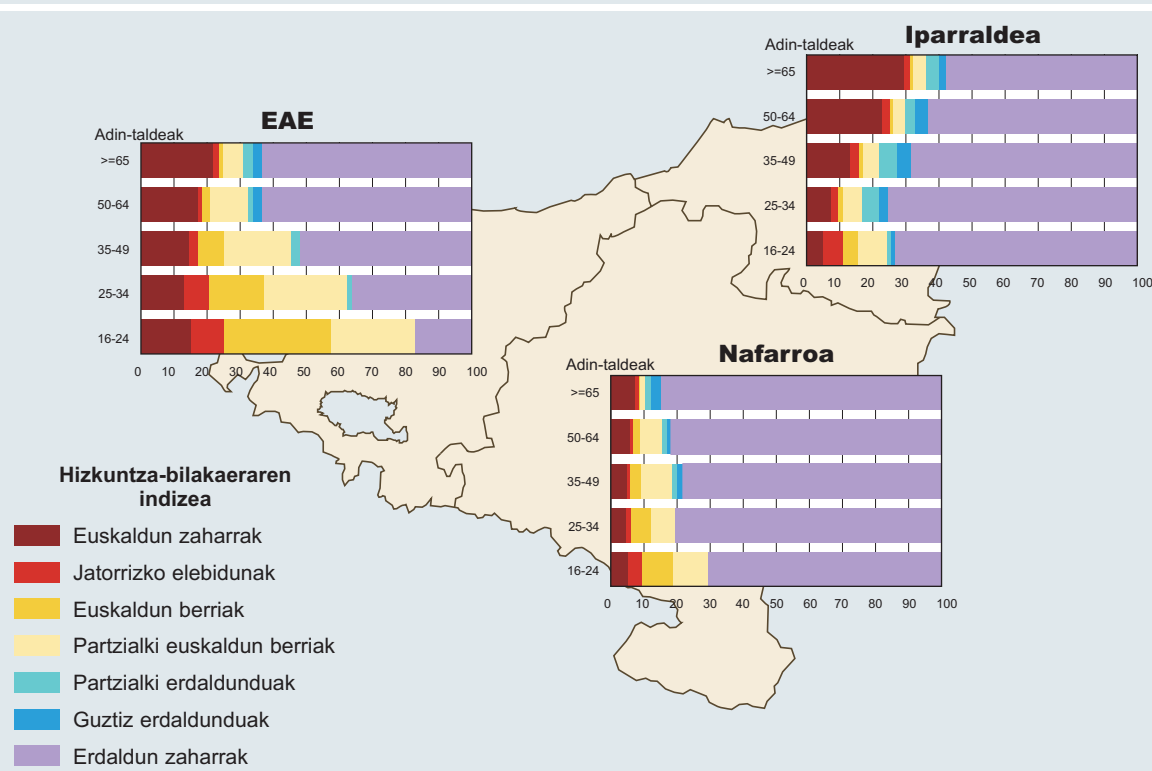 Iparraldea
Adin-taldeak
>=65
50-64
35-49
25-34
16-24
0 10 20 30 40 50 60 70 80 90 100
EAE
Adin-taldeak
>=65
50-64
35-49
25-34
16-24
0 10 20 30 40 50 60 70 80 90 100
Nafarroa
Adin-taldeak
>=65
50-64
35-49
25-34
16-24
0 10 20 30 40 50 60 70 80 90 100
Hizkuntza-bilakaeraren
indizea
Euskaldun zaharrak
Jatorrizko elebidunak
Euskaldun berriak
Partzialki euskaldun berriak
Partzialki erdaldunduak
Guztiz erdaldunduak
Erdaldun zaharrak